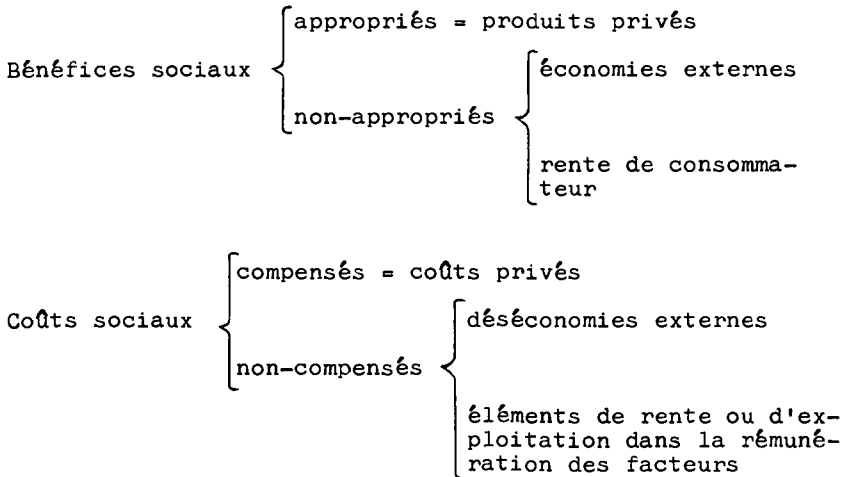 appropriés = produits privés
Bénéfices sociaux
économies externes
non-appropriés
rente de consomma-
teur
compensés = coûts privés
Coûts sociaux
déséconomies externes
non-compensés
éléments de rente ou d'ex-
ploitation dans la rémuné-
ration des facteurs